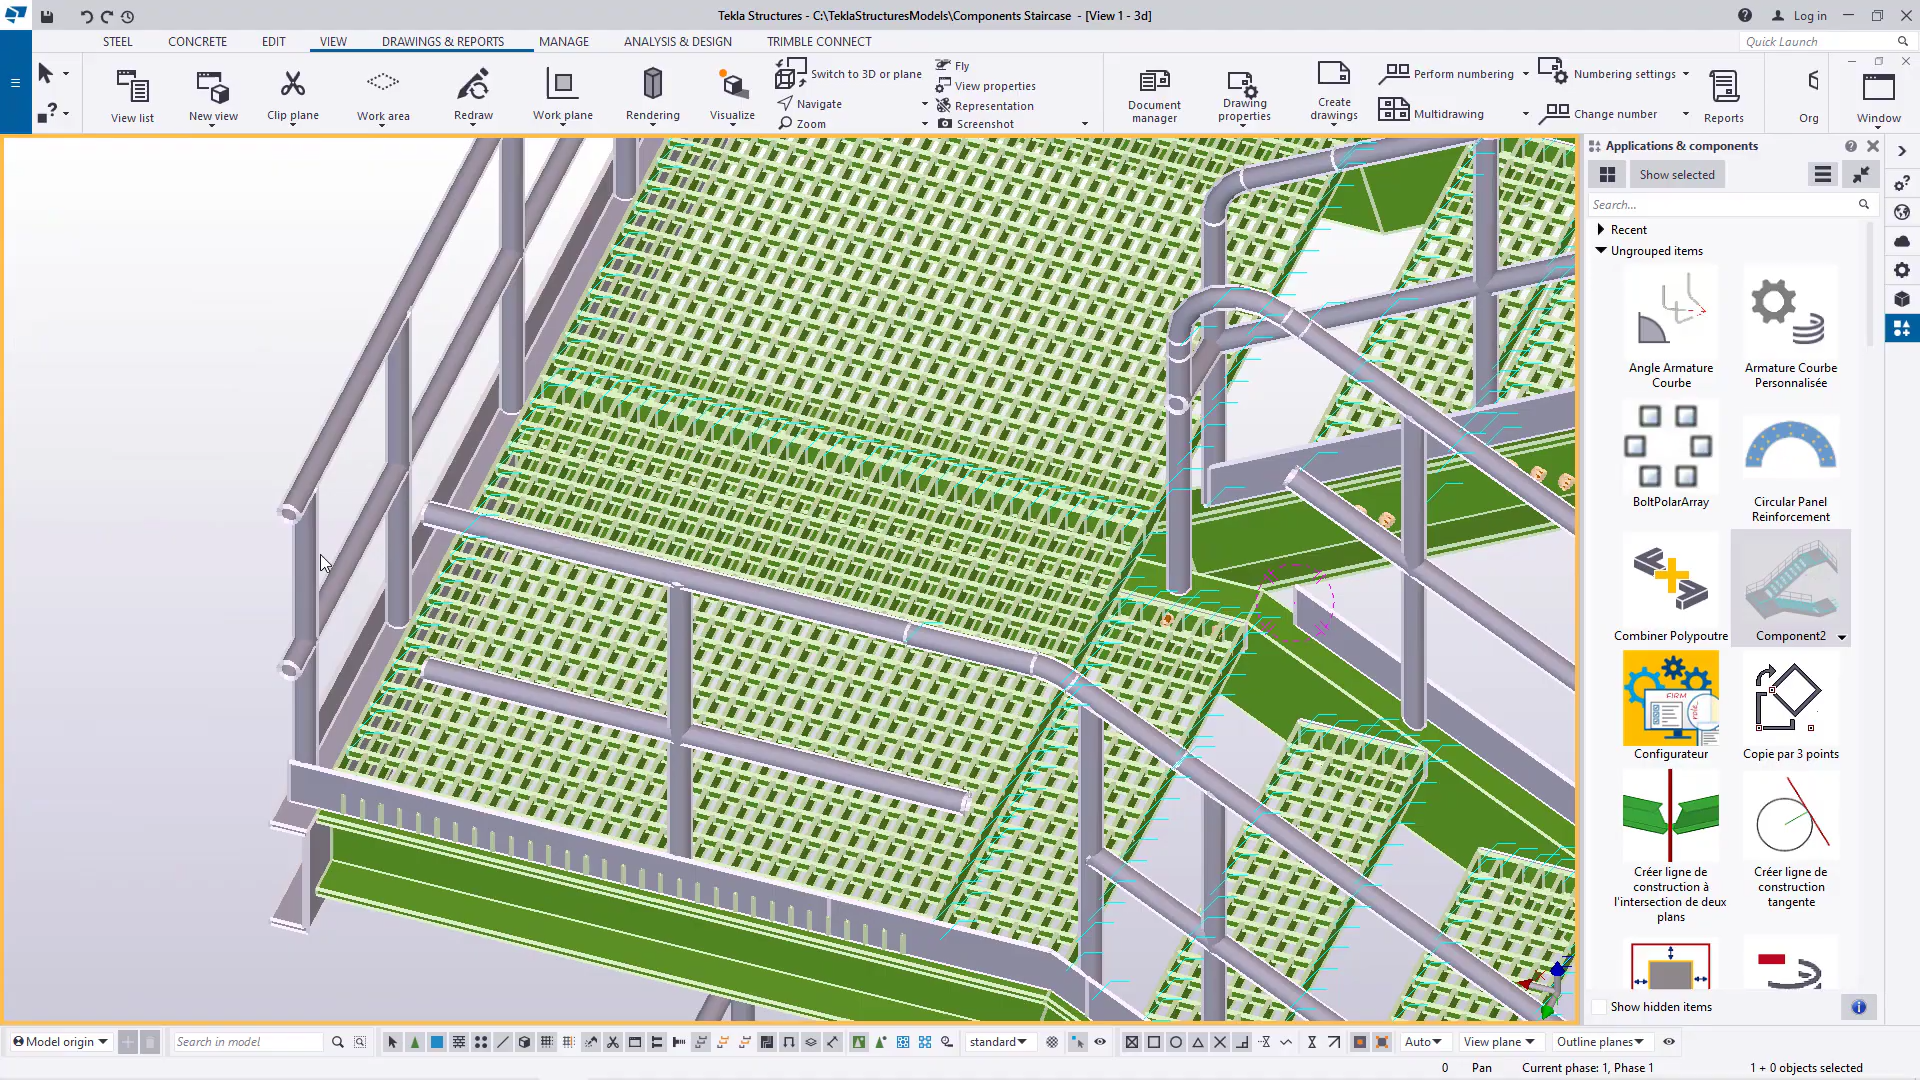 Tekla Structures - C:\TeklaStructuresModels\Components Staircase - [View 1 - 3d]
Log in
STEEL
CONCRETE
EDIT
VIEW
DRAWINGS & REPORTS
MANAGE
ANALYSIS & DESIGN
TRIMBLE CONNECT
Quick Launch
View list
New view
Clip plane
Work area
Redraw
Work plane
Rendering
Visualize
Switch to 3D or plane
Navigate
Zoom
Fly
View properties
Representation
Screenshot
Document
manager
Drawing
properties
Create
drawings
Perform numbering
Multidrawing
Numbering settings
Change number
Reports
Org
Window
Applications & components
Show selected
Search...
Recent
Ungrouped items
Angle Armature
Courbe
Armature Courbe
Personnalisée
BoltPolarArray
Circular Panel
Reinforcement
Combiner Polypoutre
Component2
FIRM
Configurateur
Copie par 3 points
Créer ligne de
construction à
l'intersection de deux
plans
Créer ligne de
construction
tangente
Show hidden items
Model origin
Search in model
standard
Auto
View plane
Outline planes
0
Pan
Current phase: 1, Phase 1
1 + 0 objects selected